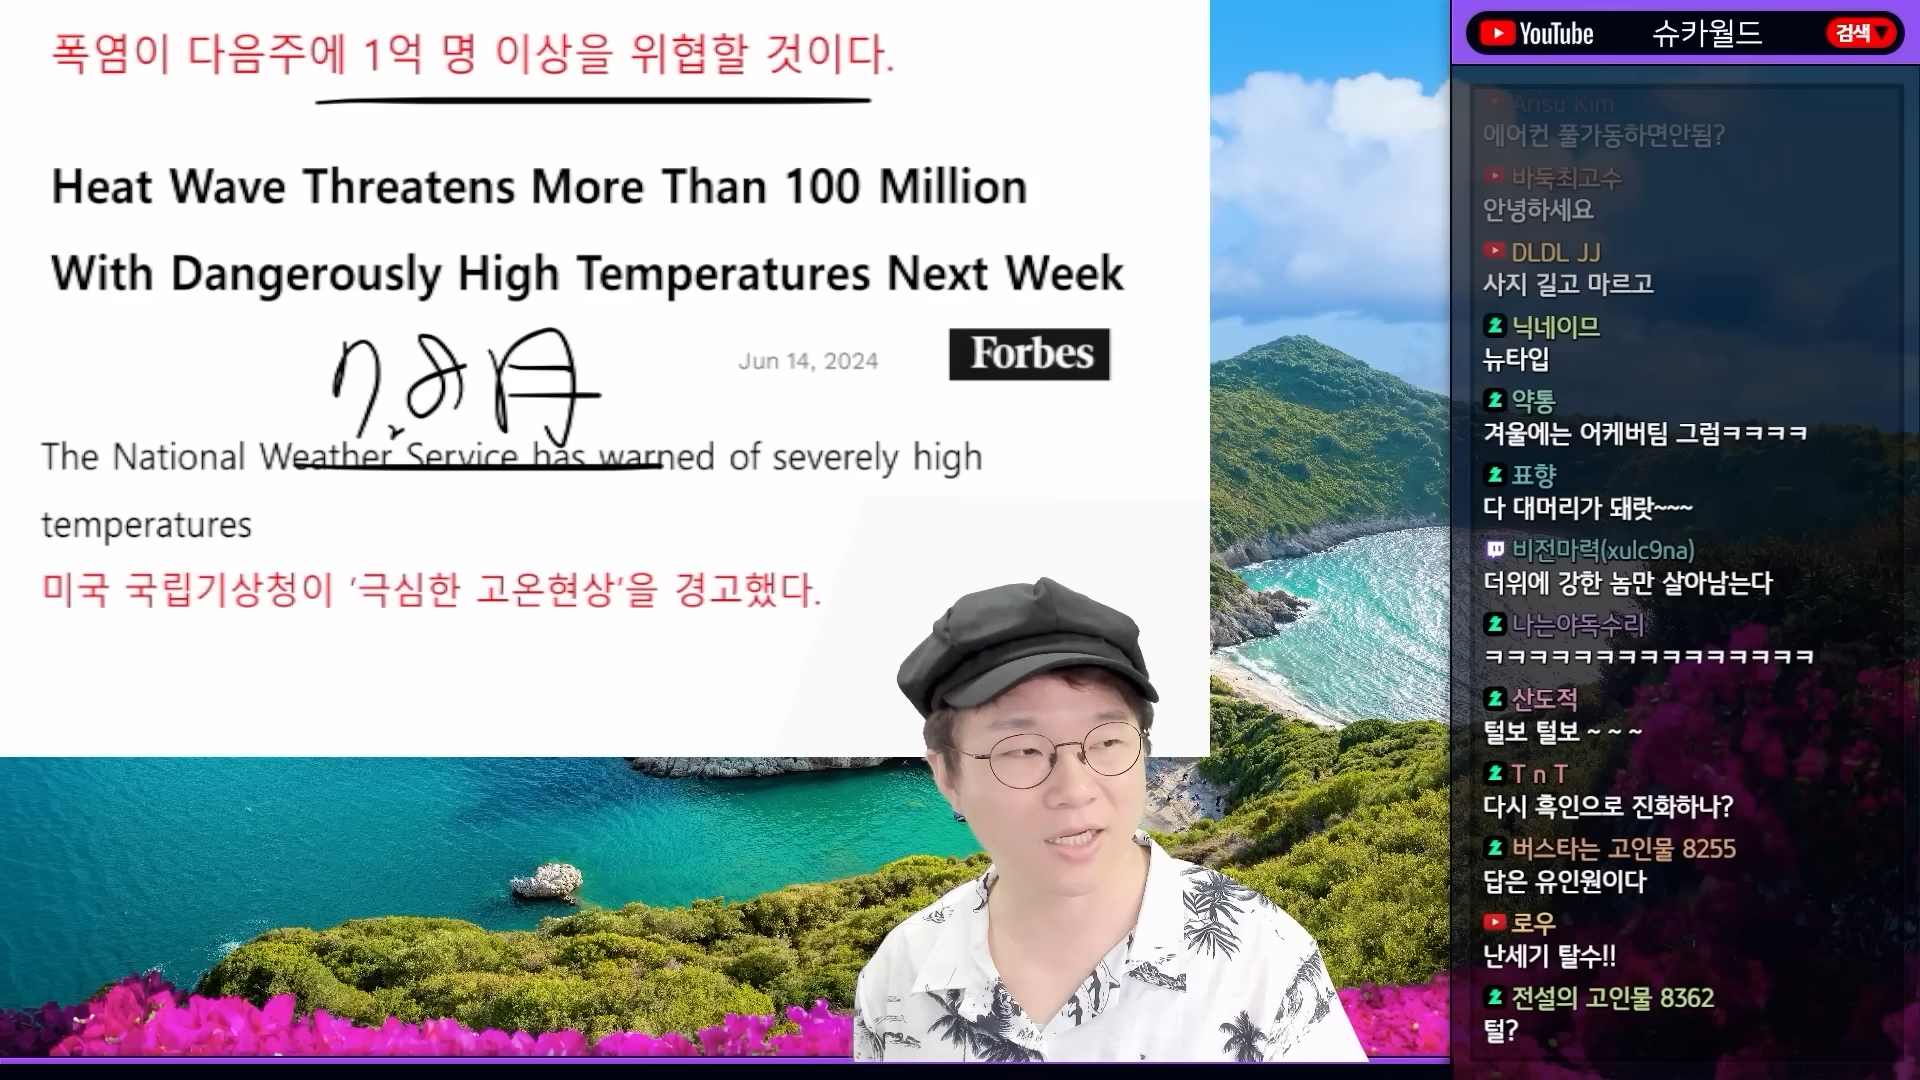 폭염이 다음주에 1억 명 이상을 위협할 것이다.
Heat Wave Threatens More Than 100 Million
With Dangerously High Temperatures Next Week
7,8月
Jun 14, 2024
Forbes
The National Weather Service has warned of severely high
temperatures
미국 국립기상청이 '극심한 고온현상'을 경고했다.
YouTube 슈카월드 검색
Arisu Kim
에어컨 풀가동하면안됨?
바둑최고수
안녕하세요
DLDL JJ
사지 길고 마르고
닉네이므
뉴타입
약통
겨울에는 어케버팀 그럼ㅋㅋㅋㅋ
표향
다 대머리가 돼랏~~~
비전마력(xulc9na)
더위에 강한 놈만 살아남는다
나는야독수리
ㅋㅋㅋㅋㅋㅋㅋㅋㅋㅋㅋㅋㅋㅋㅋ
산도적
털보 털보 ~ ~ ~
T n T
다시 흑인으로 진화하나?
버스타는 고인물 8255
답은 유인원이다
로우
난세기 탈수!!
전설의 고인물 8362
털?